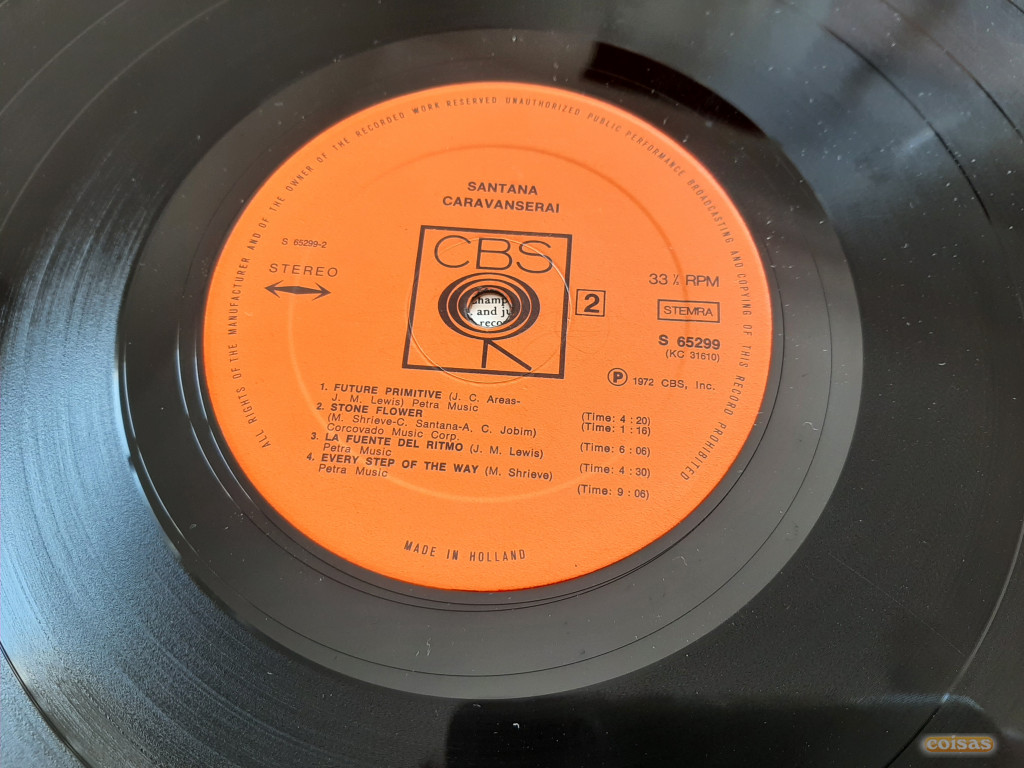 ALL RIGHTS OF THE MANUFACTURER AND OF THE OWNER OF THE RECORDED WORK RESERVED UNAUTHORIZED PUBLIC PERFORMANCE BROADCASTING AND COPYING OF THIS RECORD PROHIBITED
SANTANA
CARAVANSERAI
S 65299-2
STEREO
CBS
2
33⅓ RPM
STEMRA
S 65299
(KC 31610)
Ⓟ 1972 CBS, Inc.
and
1. FUTURE PRIMITIVE (J. C. Areas-
J. M. Lewis) Petra Music (Time: 4 : 20)
2. STONE FLOWER (Time: 1 : 16)
(M. Shrieve-C. Santana-A. C. Jobim)
Corcovado Music Corp. (Time: 6 : 06)
3. LA FUENTE DEL RITMO (J. M. Lewis)
Petra Music (Time: 4 : 30)
4. EVERY STEP OF THE WAY (M. Shrieve)
Petra Music (Time: 9 : 06)
MADE IN HOLLAND
coisas